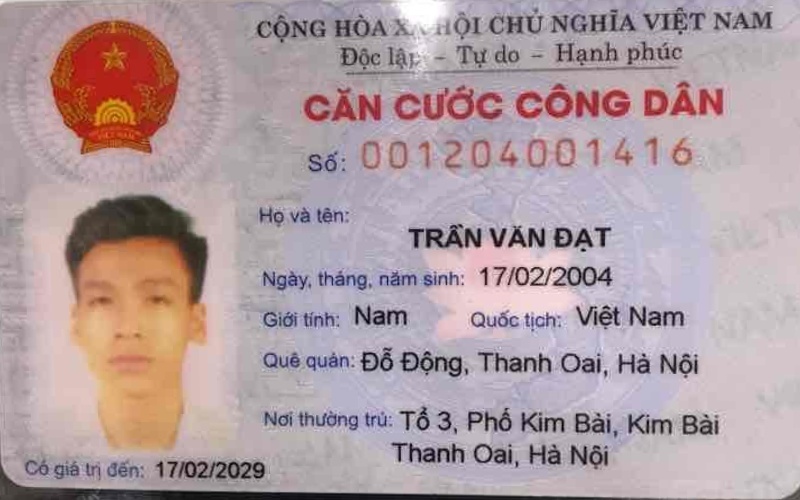 CỘNG HÒA XÃ HỘI CHỦ NGHĨA VIỆT NAM
Độc lập - Tự do - Hạnh phúc
CĂN CƯỚC CÔNG DÂN
Số: 001204001416
Họ và tên:
TRẦN VĂN ĐẠT
Ngày, tháng, năm sinh: 17/02/2004
Giới tính: Nam Quốc tịch: Việt Nam
Quê quán: Đỗ Động, Thanh Oai, Hà Nội
Nơi thường trú: Tổ 3, Phố Kim Bài, Kim Bài
Thanh Oai, Hà Nội
Có giá trị đến: 17/02/2029